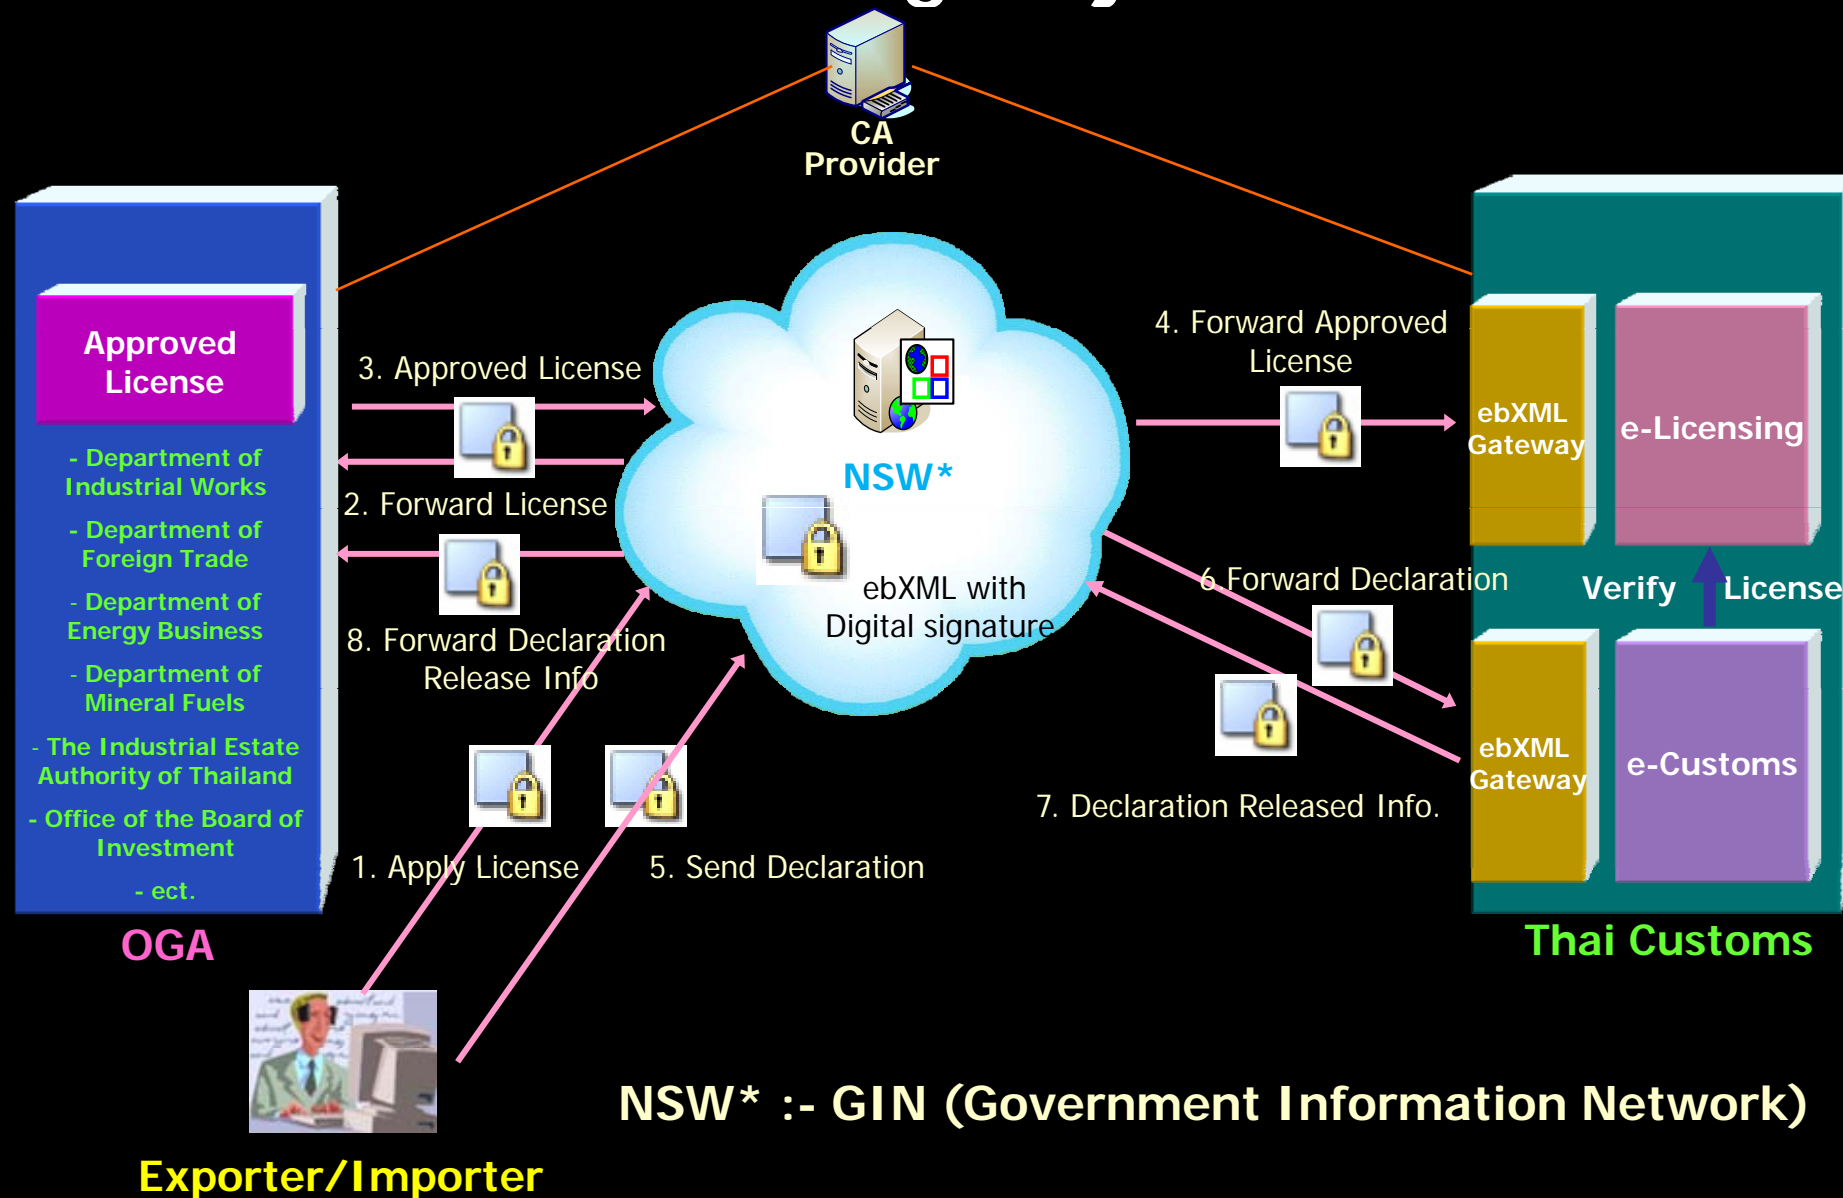 CA
Provider
Approved
License
- Department of
Industrial Works
- Department of
Foreign Trade
- Department of
Energy Business
- Department of
Mineral Fuels
- The Industrial Estate
Authority of Thailand
- Office of the Board of
Investment
- ect.
OGA
3. Approved License
2. Forward License
8. Forward Declaration
Release Info
1. Apply License
5. Send Declaration
NSW*
ebXML with
Digital signature
4. Forward Approved
License
6.Forward Declaration
7. Declaration Released Info.
ebXML
Gateway
e-Licensing
Verify License
ebXML
Gateway
e-Customs
Thai Customs
NSW* :- GIN (Government Information Network)
Exporter/Importer